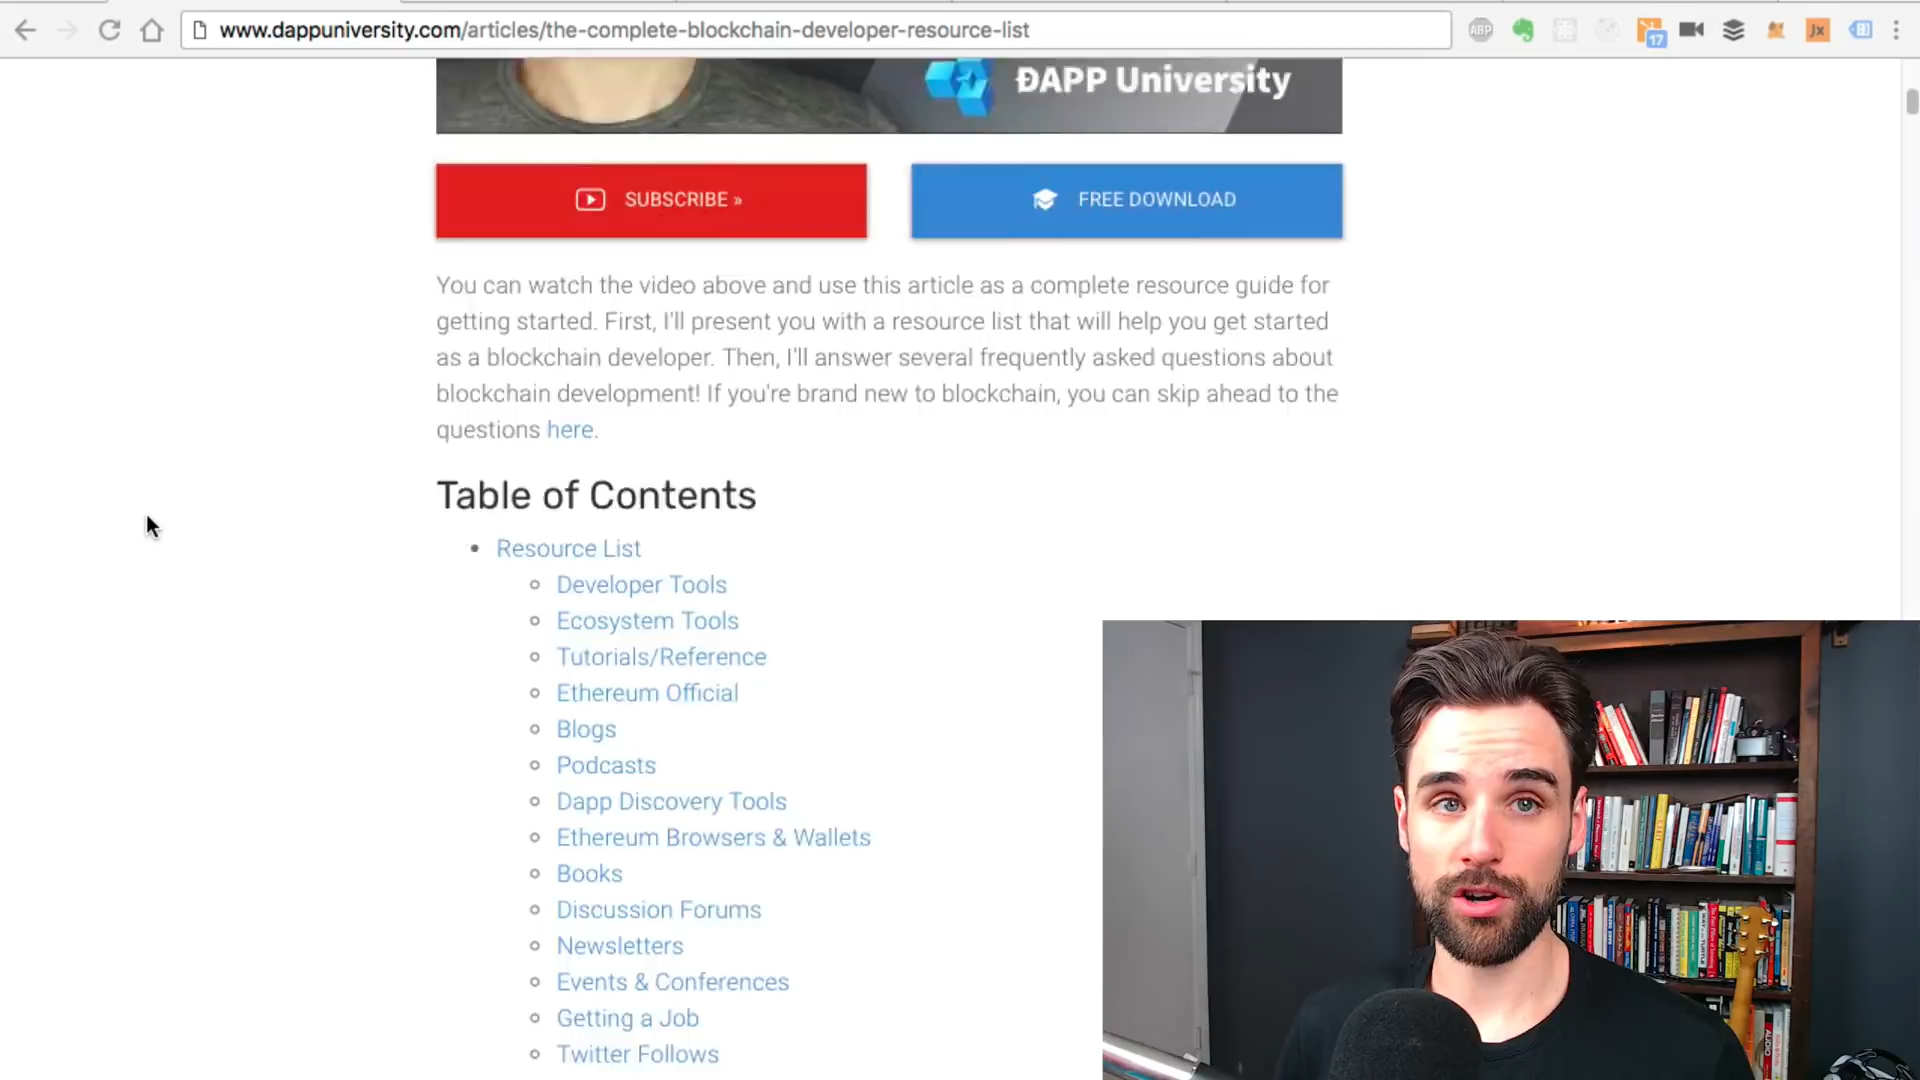 www.dappuniversity.com/articles/the-complete-blockchain-developer-resource-list
ABP
17
Jx
ĐAPP University
SUBSCRIBE »
FREE DOWNLOAD
You can watch the video above and use this article as a complete resource guide for
getting started. First, I'll present you with a resource list that will help you get started
as a blockchain developer. Then, I'll answer several frequently asked questions about
blockchain development! If you're brand new to blockchain, you can skip ahead to the
questions here.
Table of Contents
Resource List
Developer Tools
Ecosystem Tools
Tutorials/Reference
Ethereum Official
Blogs
Podcasts
Dapp Discovery Tools
Ethereum Browsers & Wallets
Books
Discussion Forums
Newsletters
Events & Conferences
Getting a Job
Twitter Follows
AUDIO